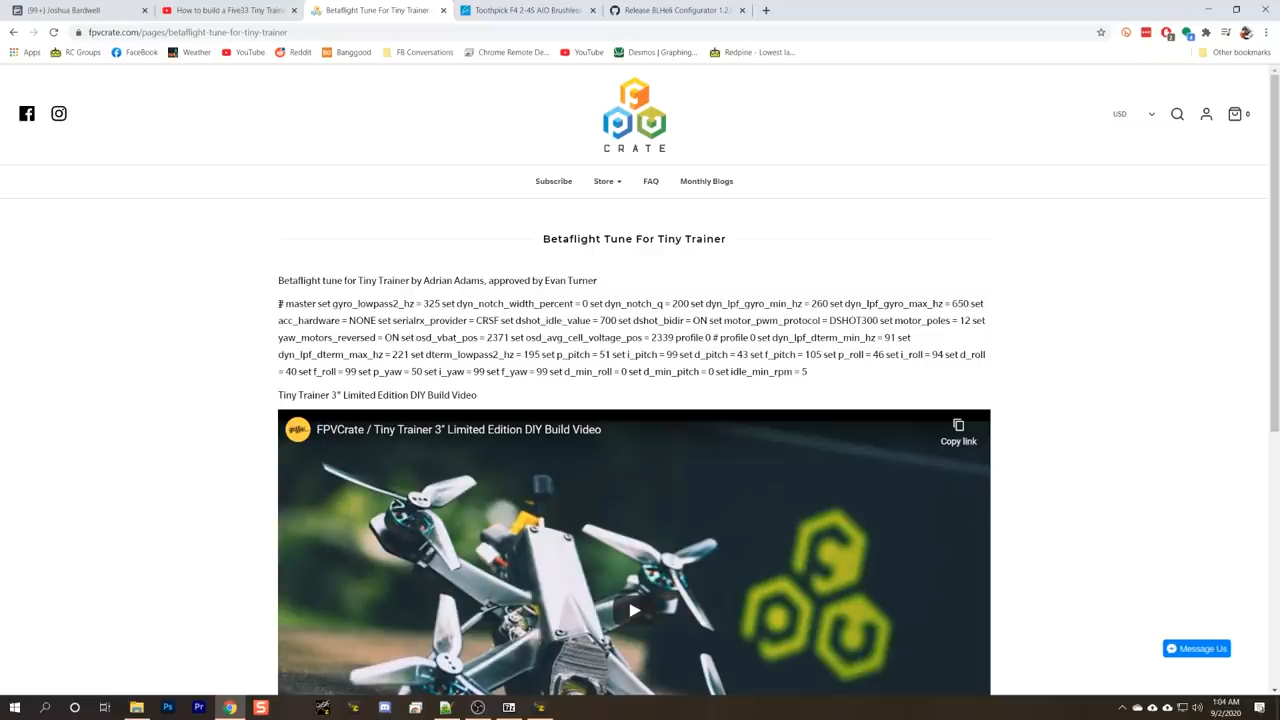 (99+) Joshua Bardwell
How to build a Five33 Tiny Train
Betaflight Tune For Tiny Trainer
Toothpick F4 2-4S AIO Brushless
Release BLHeli Configurator 1.2.
fpvcrate.com/pages/betaflight-tune-for-tiny-trainer
Apps
RC Groups
FaceBook
Weather
YouTube
Reddit
Banggood
FB Conversations
Chrome Remote De...
YouTube
Desmos | Graphing...
Redpine - Lowest la...
Other bookmarks
CRATE
USD
0
Subscribe
Store
FAQ
Monthly Blogs
Betaflight Tune For Tiny Trainer
Betaflight tune for Tiny Trainer by Adrian Adams, approved by Evan Turner
# master set gyro_lowpass2_hz = 325 set dyn_notch_width_percent = 0 set dyn_notch_q = 200 set dyn_lpf_gyro_min_hz = 260 set dyn_lpf_gyro_max_hz = 650 set
acc_hardware = NONE set serialrx_provider = CRSF set dshot_idle_value = 700 set dshot_bidir = ON set motor_pwm_protocol = DSHOT300 set motor_poles = 12 set
yaw_motors_reversed = ON set osd_vbat_pos = 2371 set osd_avg_cell_voltage_pos = 2339 profile 0 # profile 0 set dyn_lpf_dterm_min_hz = 91 set
dyn_lpf_dterm_max_hz = 221 set dterm_lowpass2_hz = 195 set p_pitch = 51 set i_pitch = 99 set d_pitch = 43 set f_pitch = 105 set p_roll = 46 set i_roll = 94 set d_roll
= 40 set f_roll = 99 set p_yaw = 50 set i_yaw = 99 set f_yaw = 99 set d_min_roll = 0 set d_min_pitch = 0 set idle_min_rpm = 5
Tiny Trainer 3" Limited Edition DIY Build Video
FPVCrate / Tiny Trainer 3" Limited Edition DIY Build Video
Copy link
Message Us
1:04 AM
9/2/2020